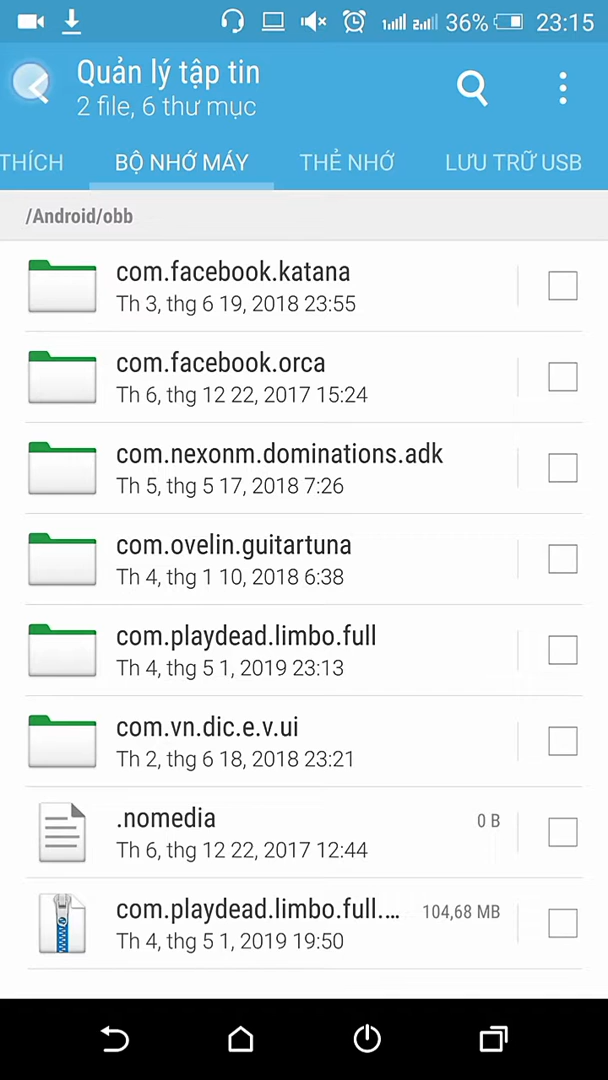 36% 23:15
Quản lý tập tin
2 file, 6 thư mục
THÍCH BỘ NHỚ MÁY THẺ NHỚ LƯU TRỮ USB
/Android/obb
com.facebook.katana
Th 3, thg 6 19, 2018 23:55
com.facebook.orca
Th 6, thg 12 22, 2017 15:24
com.nexonm.dominations.adk
Th 5, thg 5 17, 2018 7:26
com.ovelin.guitartuna
Th 4, thg 1 10, 2018 6:38
com.playdead.limbo.full
Th 4, thg 5 1, 2019 23:13
com.vn.dic.e.v.ui
Th 2, thg 6 18, 2018 23:21
.nomedia 0 B
Th 6, thg 12 22, 2017 12:44
com.playdead.limbo.full.... 104,68 MB
Th 4, thg 5 1, 2019 19:50